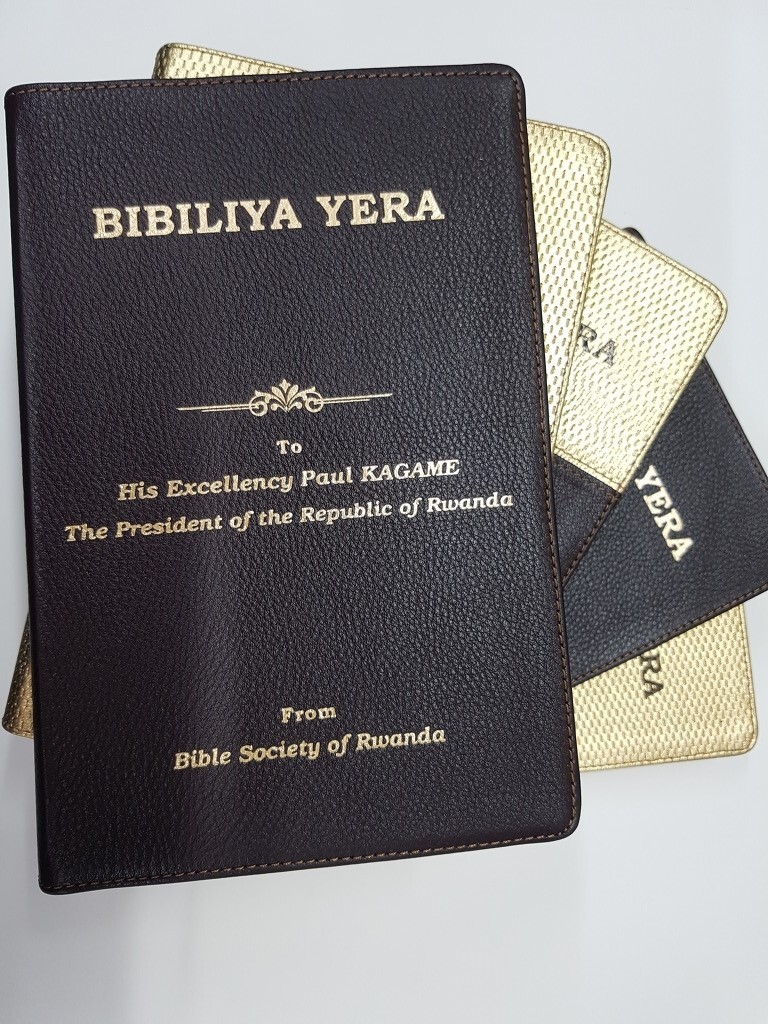 BIBILIYA YERA
To
His Excellency Paul KAGAME
The President of the Republic of Rwanda
From
Bible Society of Rwanda
YERA